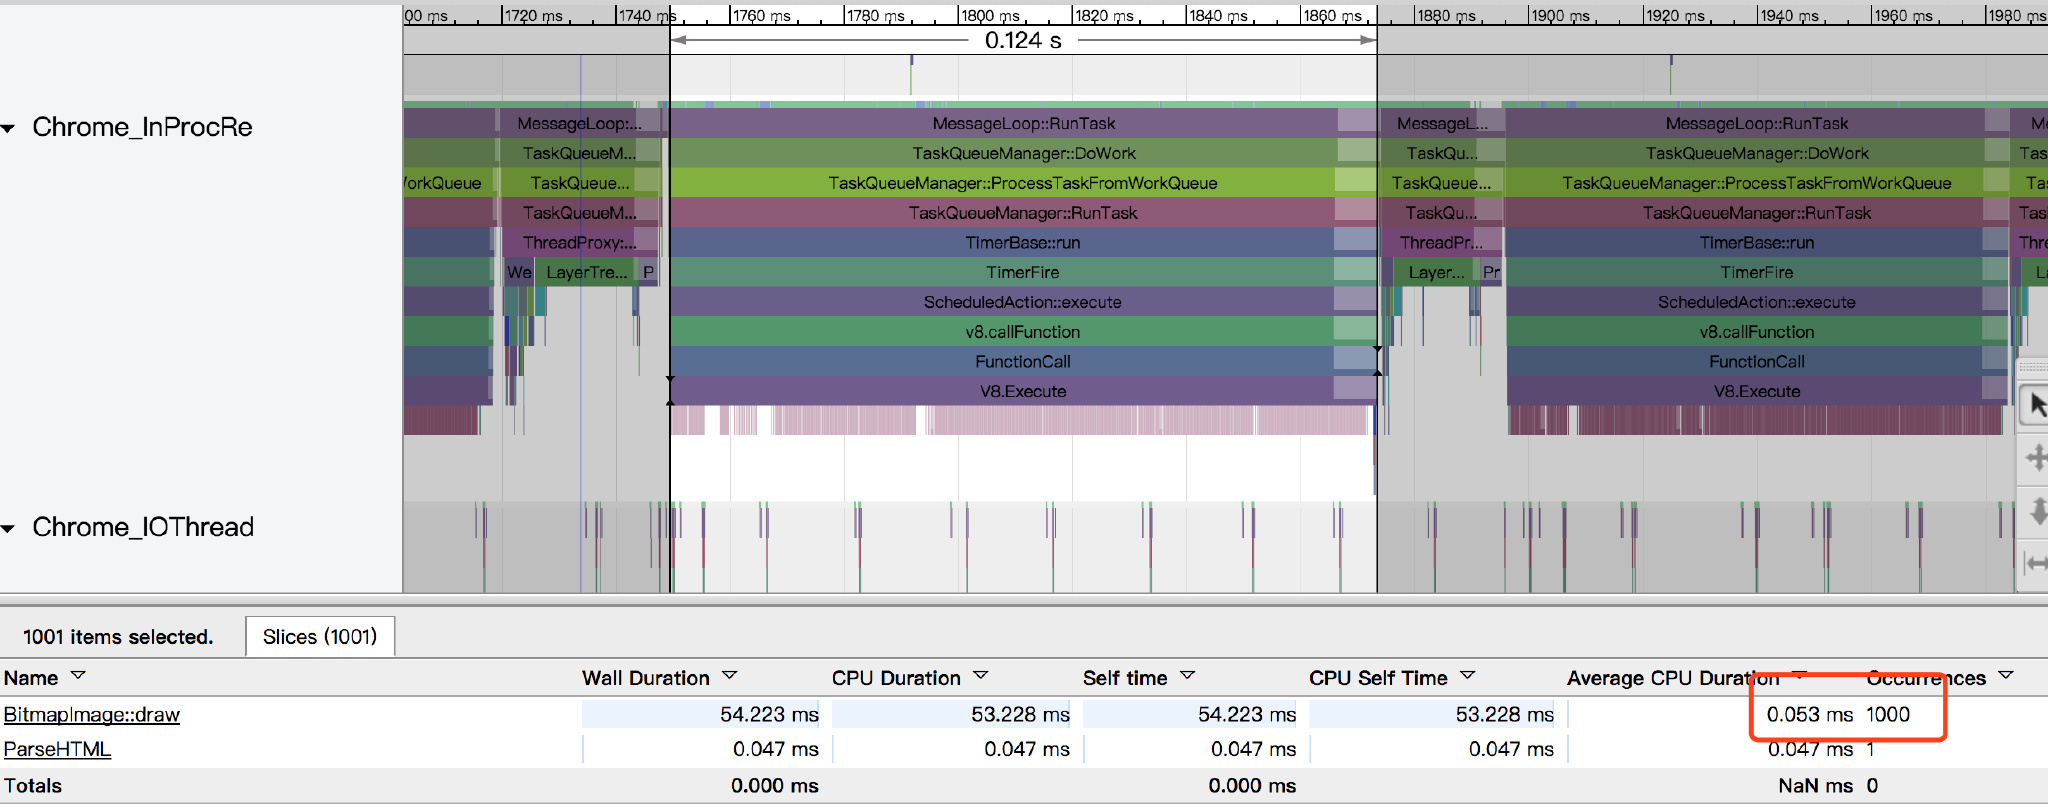 00 ms 1720 ms 1740 ms 1760 ms 1780 ms 1800 ms 1820 ms 1840 ms 1860 ms 1880 ms 1900 ms 1920 ms 1940 ms 1960 ms 1980 ms
0.124 s
Chrome_InProcRe
MessageLoop:... MessageLoop::RunTask MessageL... MessageLoop::RunTask
TaskQueueM... TaskQueueManager::DoWork TaskQu... TaskQueueManager::DoWork Tas
orkQueue TaskQueue... TaskQueueManager::ProcessTaskFromWorkQueue TaskQueue... TaskQueueManager::ProcessTaskFromWorkQueue Ta
TaskQueueM... TaskQueueManager::RunTask TaskQu... TaskQueueManager::RunTask Tas
ThreadProxy:... TimerBase::run ThreadPr... TimerBase::run Thre
We LayerTre... P TimerFire Layer... Pr TimerFire L
ScheduledAction::execute ScheduledAction::execute
v8.callFunction v8.callFunction
FunctionCall FunctionCall
V8.Execute V8.Execute
Chrome_IOThread
1001 items selected. Slices (1001)
Name Wall Duration CPU Duration Self time CPU Self Time Average CPU Duration Occurrences
BitmapImage::draw 54.223 ms 53.228 ms 54.223 ms 53.228 ms 0.053 ms 1000
ParseHTML 0.047 ms 0.047 ms 0.047 ms 0.047 ms 0.047 ms 1
Totals 0.000 ms 0.000 ms NaN ms 0